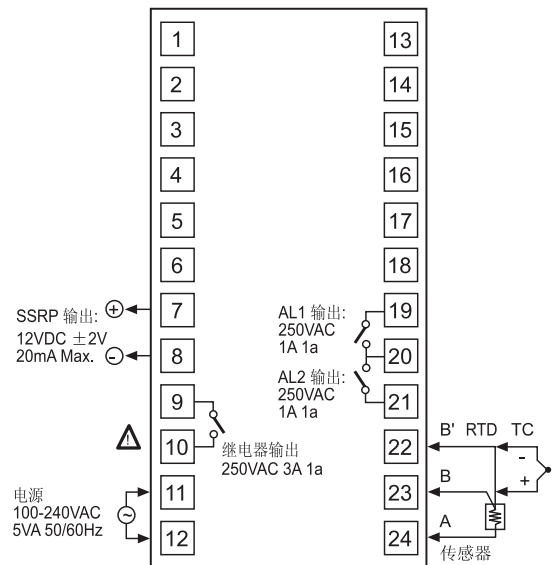 1
2
3
4
5
6
7
8
9
10
11
12
13
14
15
16
17
18
19
20
21
22
23
24
SSRP 输出: +
12VDC ±2V
20mA Max. -
继电器输出
250VAC 3A 1a
!
电源
100-240VAC
5VA 50/60Hz
~
AL1 输出:
250VAC
1A 1a
AL2 输出:
250VAC
1A 1a
B' RTD TC
-
+
B
A
传感器